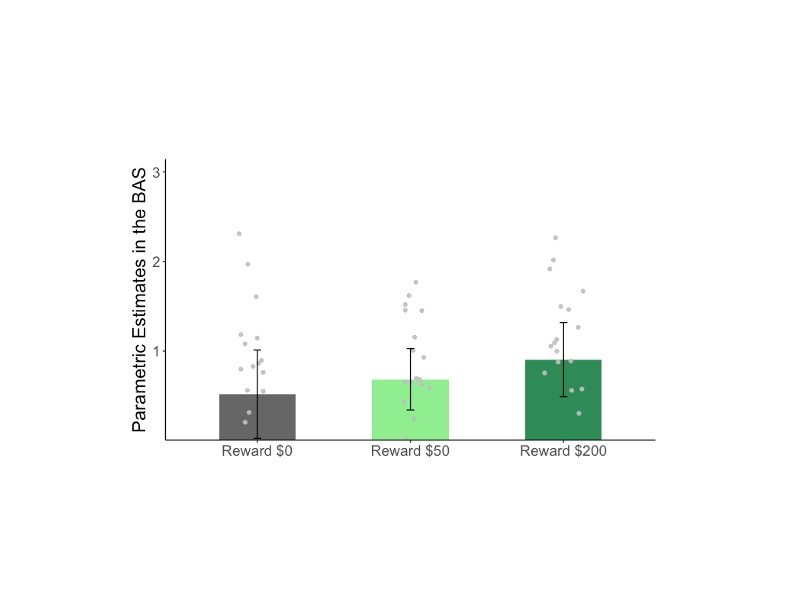 Parametric Estimates in the BAS
3
2
1
Reward $0
Reward $50
Reward $200